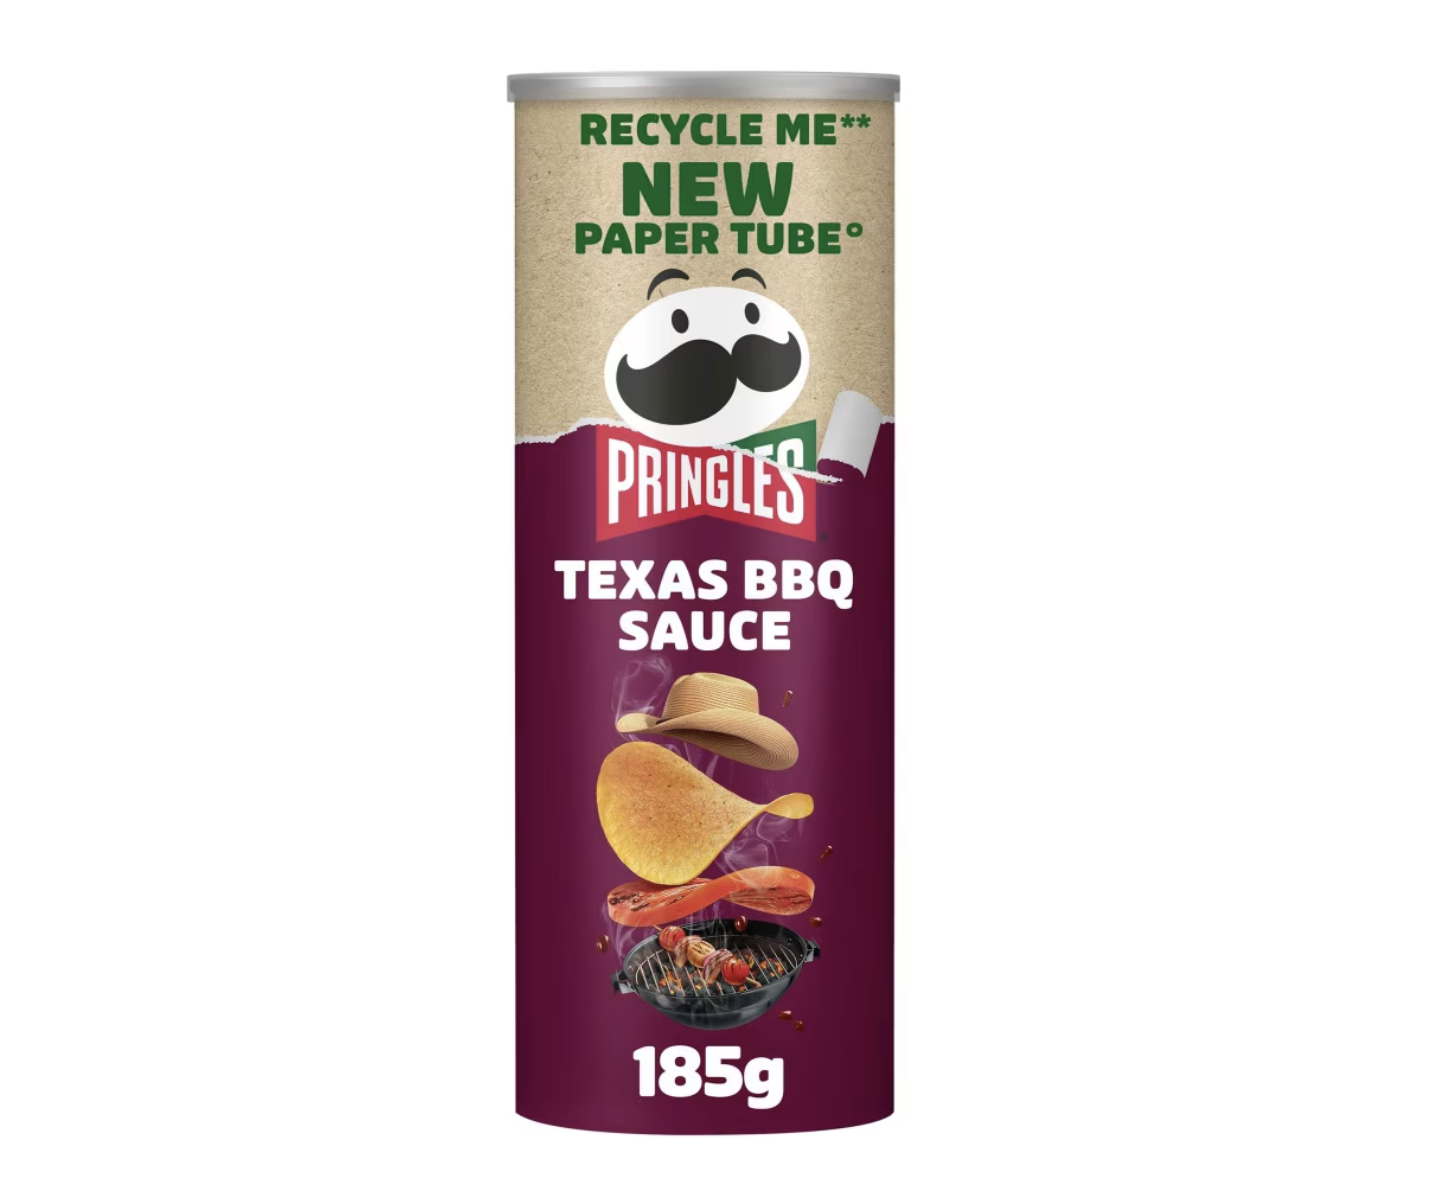 RECYCLE ME**
NEW
PAPER TUBE°
PRINGLES
TEXAS BBQ
SAUCE
185g